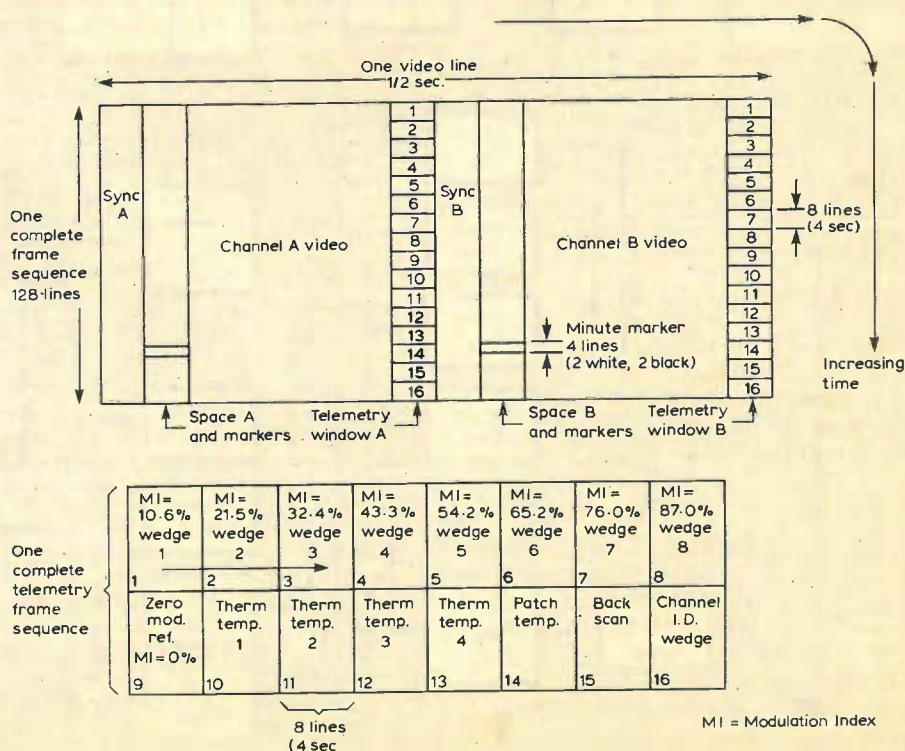 One video line
1/2 sec.
One
complete
frame
sequence
128-lines
Sync
A
Channel A video
1
2
3
4
5
6
7
8
9
10
11
12
13
14
15
16
Sync
B
Channel B video
Minute marker
4 lines
(2 white, 2 black)
1
2
3
4
5
6
7
8
9
10
11
12
13
14
15
16
8 lines
(4 sec)
Increasing
time
Space A
and markers
Telemetry
window A
Space B
and markers
Telemetry
window B
One
complete
telemetry
frame
sequence
MI=
10·6%
wedge
1
1
MI=
21·5%
wedge
2
2
MI=
32·4%
wedge
3
3
MI=
43·3%
wedge
4
4
MI=
54·2%
wedge
5
5
MI=
65·2%
wedge
6
6
MI=
76·0%
wedge
7
7
MI=
87·0%
wedge
8
8
Zero
mod.
ref.
MI=0%
9
Therm
temp.
1
10
Therm
temp.
2
11
Therm
temp.
3
12
Therm
temp.
4
13
Patch
temp.
14
Back
scan
15
Channel
I.D.
wedge
16
8 lines
(4 sec
MI = Modulation Index